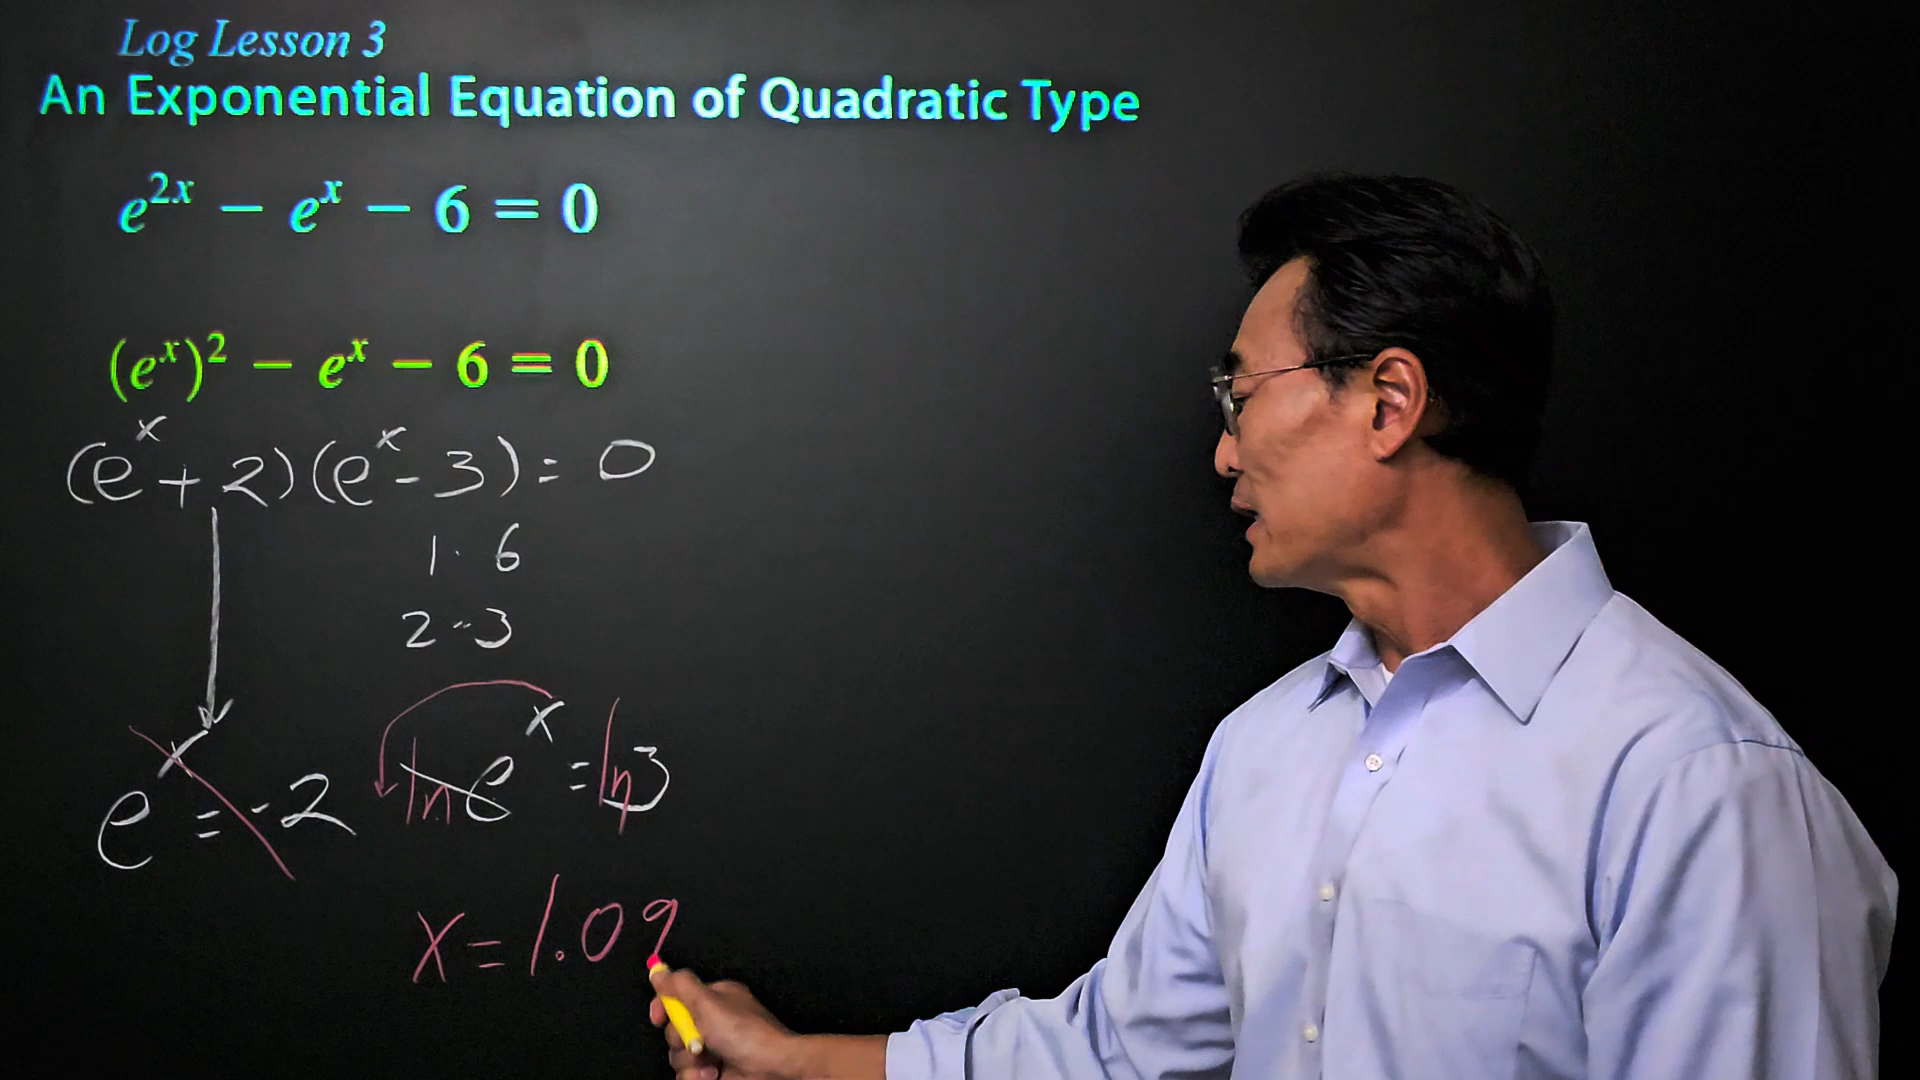 Log Lesson 3
An Exponential Equation of Quadratic Type
e^{2x} − e^x − 6 = 0
(e^x)^2 − e^x − 6 = 0
(e^x + 2)(e^x - 3) = 0
1 · 6
2 · 3
e^x = -2
ln e^x = ln 3
x = 1.09